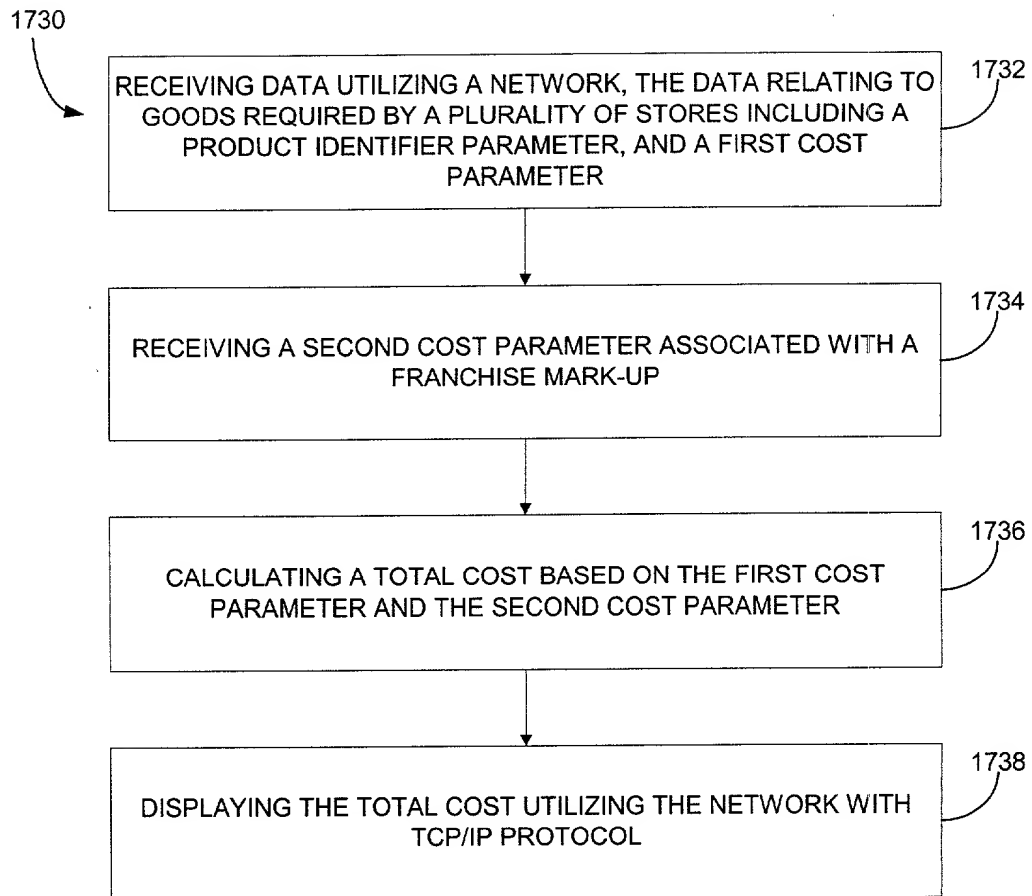 1730
RECEIVING DATA UTILIZING A NETWORK, THE DATA RELATING TO
GOODS REQUIRED BY A PLURALITY OF STORES INCLUDING A
PRODUCT IDENTIFIER PARAMETER, AND A FIRST COST
PARAMETER
1732
RECEIVING A SECOND COST PARAMETER ASSOCIATED WITH A
FRANCHISE MARK-UP
1734
CALCULATING A TOTAL COST BASED ON THE FIRST COST
PARAMETER AND THE SECOND COST PARAMETER
1736
DISPLAYING THE TOTAL COST UTILIZING THE NETWORK WITH
TCP/IP PROTOCOL
1738